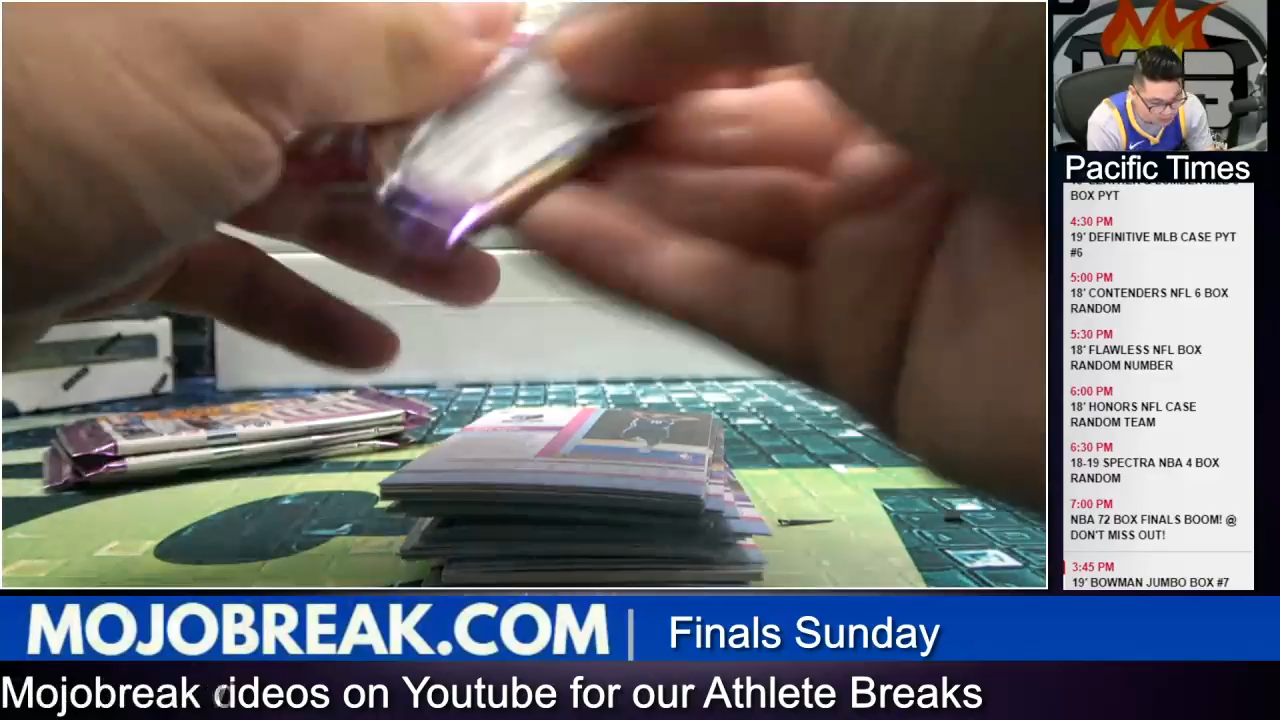 Pacific Times
BOX PYT
4:30 PM
19' DEFINITIVE MLB CASE PYT
#6
5:00 PM
18' CONTENDERS NFL 6 BOX
RANDOM
5:30 PM
18' FLAWLESS NFL BOX
RANDOM NUMBER
6:00 PM
18' HONORS NFL CASE
RANDOM TEAM
6:30 PM
18-19 SPECTRA NBA 4 BOX
RANDOM
7:00 PM
NBA 72 BOX FINALS BOOM! @
DON'T MISS OUT!
3:45 PM
19' BOWMAN JUMBO BOX #7
MOJOBREAK.COM | Finals Sunday
Mojobreak videos on Youtube for our Athlete Breaks